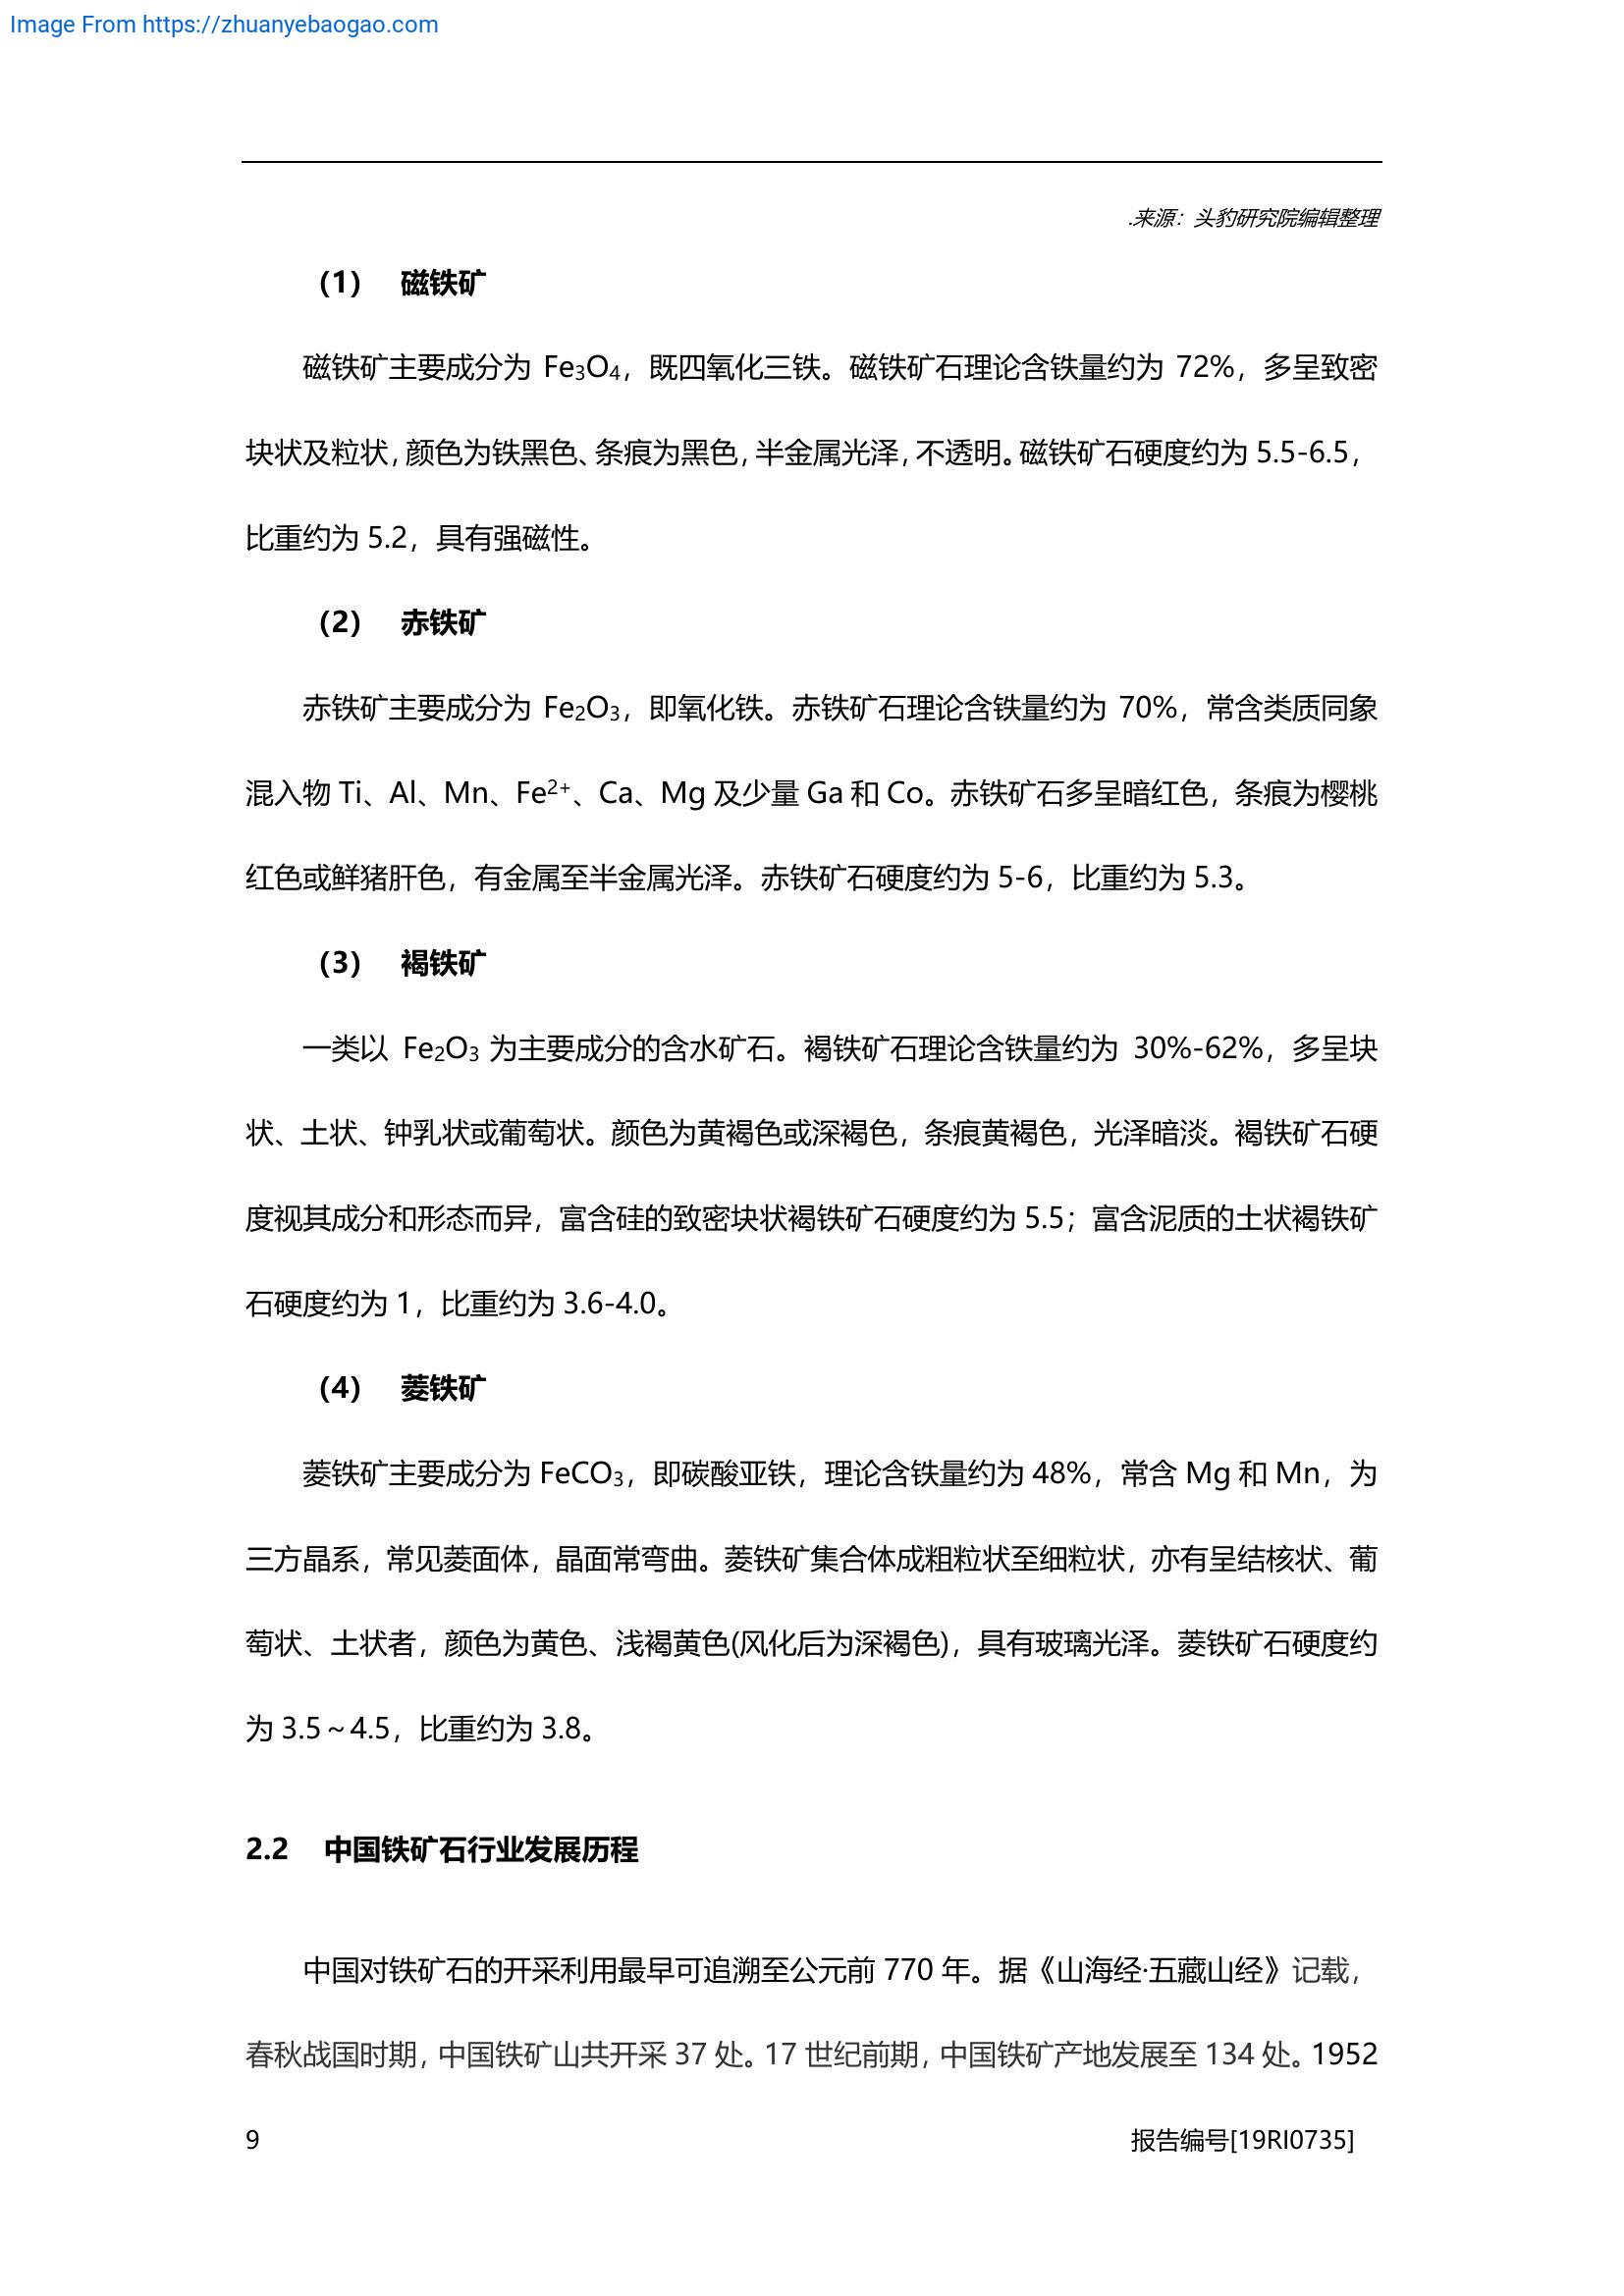 Image From https://zhuanyebaogao.com
.来源：头豹研究院编辑整理
（1） 磁铁矿
磁铁矿主要成分为 Fe₃O₄，既四氧化三铁。磁铁矿石理论含铁量约为 72%，多呈致密
块状及粒状，颜色为铁黑色、条痕为黑色，半金属光泽，不透明。磁铁矿石硬度约为 5.5-6.5，
比重约为 5.2，具有强磁性。
（2） 赤铁矿
赤铁矿主要成分为 Fe₂O₃，即氧化铁。赤铁矿石理论含铁量约为 70%，常含类质同象
混入物 Ti、Al、Mn、Fe²⁺、Ca、Mg 及少量 Ga 和 Co。赤铁矿石多呈暗红色，条痕为樱桃
红色或鲜猪肝色，有金属至半金属光泽。赤铁矿石硬度约为 5-6，比重约为 5.3。
（3） 褐铁矿
一类以 Fe₂O₃ 为主要成分的含水矿石。褐铁矿石理论含铁量约为 30%-62%，多呈块
状、土状、钟乳状或葡萄状。颜色为黄褐色或深褐色，条痕黄褐色，光泽暗淡。褐铁矿石硬
度视其成分和形态而异，富含硅的致密块状褐铁矿石硬度约为 5.5；富含泥质的土状褐铁矿
石硬度约为 1，比重约为 3.6-4.0。
（4） 菱铁矿
菱铁矿主要成分为 FeCO₃，即碳酸亚铁，理论含铁量约为 48%，常含 Mg 和 Mn，为
三方晶系，常见菱面体，晶面常弯曲。菱铁矿集合体成粗粒状至细粒状，亦有呈结核状、葡
萄状、土状者，颜色为黄色、浅褐黄色(风化后为深褐色)，具有玻璃光泽。菱铁矿石硬度约
为 3.5～4.5，比重约为 3.8。
2.2 中国铁矿石行业发展历程
中国对铁矿石的开采利用最早可追溯至公元前 770 年。据《山海经·五藏山经》记载，
春秋战国时期，中国铁矿山共开采 37 处。17 世纪前期，中国铁矿产地发展至 134 处。1952
9 报告编号[19RI0735]